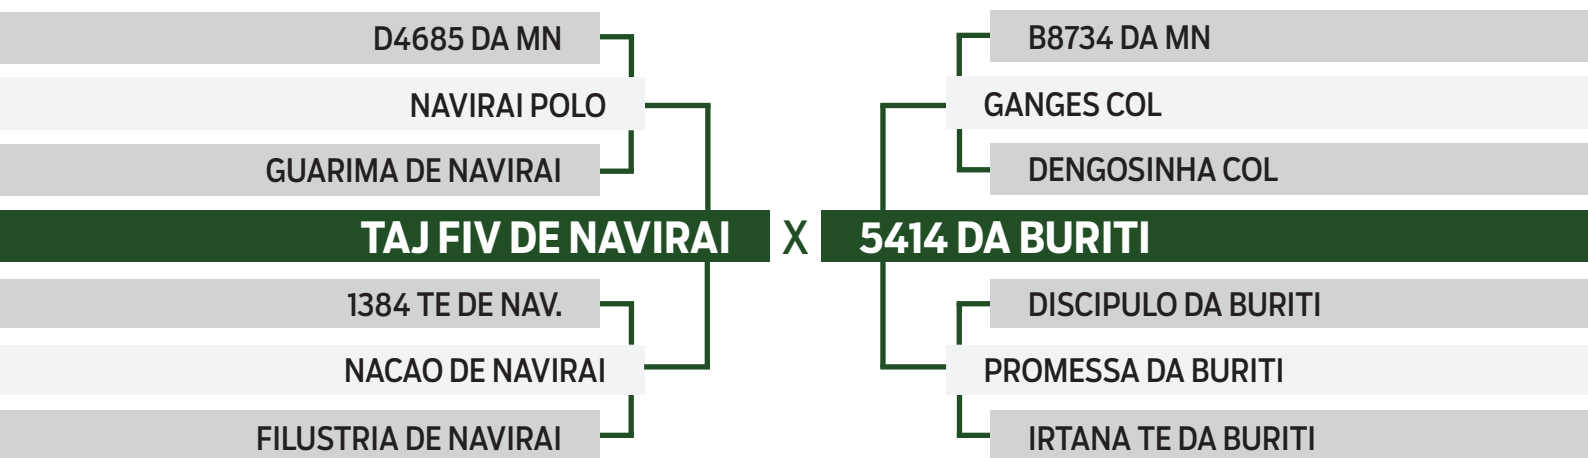 D4685 DA MN
NAVIRAI POLO
GUARIMA DE NAVIRAI
B8734 DA MN
GANGES COL
DENGOSINHA COL
TAJ FIV DE NAVIRAI X 5414 DA BURITI
1384 TE DE NAV.
NACAO DE NAVIRAI
FILUSTRIA DE NAVIRAI
DISCIPULO DA BURITI
PROMESSA DA BURITI
IRTANA TE DA BURITI